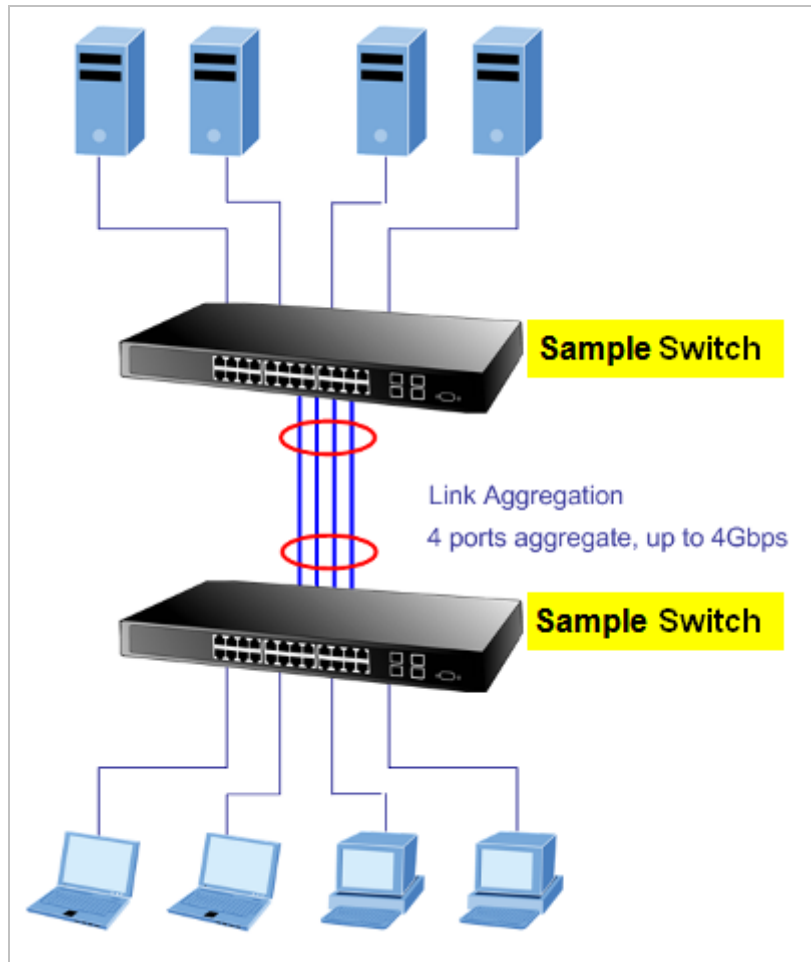 Sample Switch
Link Aggregation
4 ports aggregate, up to 4Gbps
Sample Switch